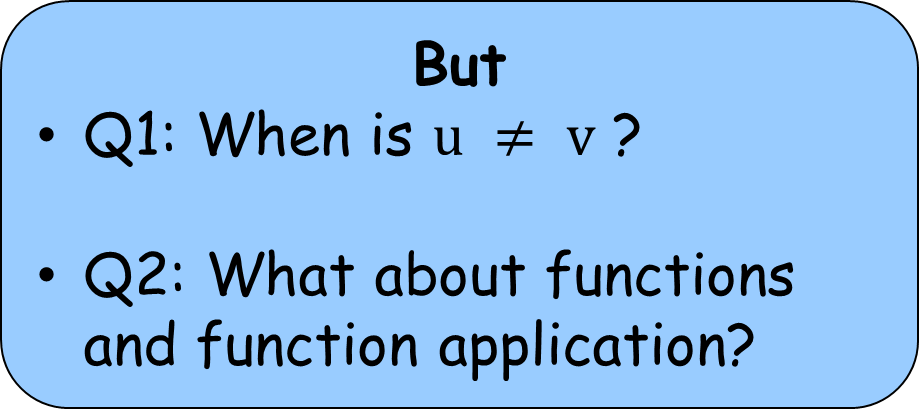 But
• Q1: When is u ≠ v ?
• Q2: What about functions
and function application?